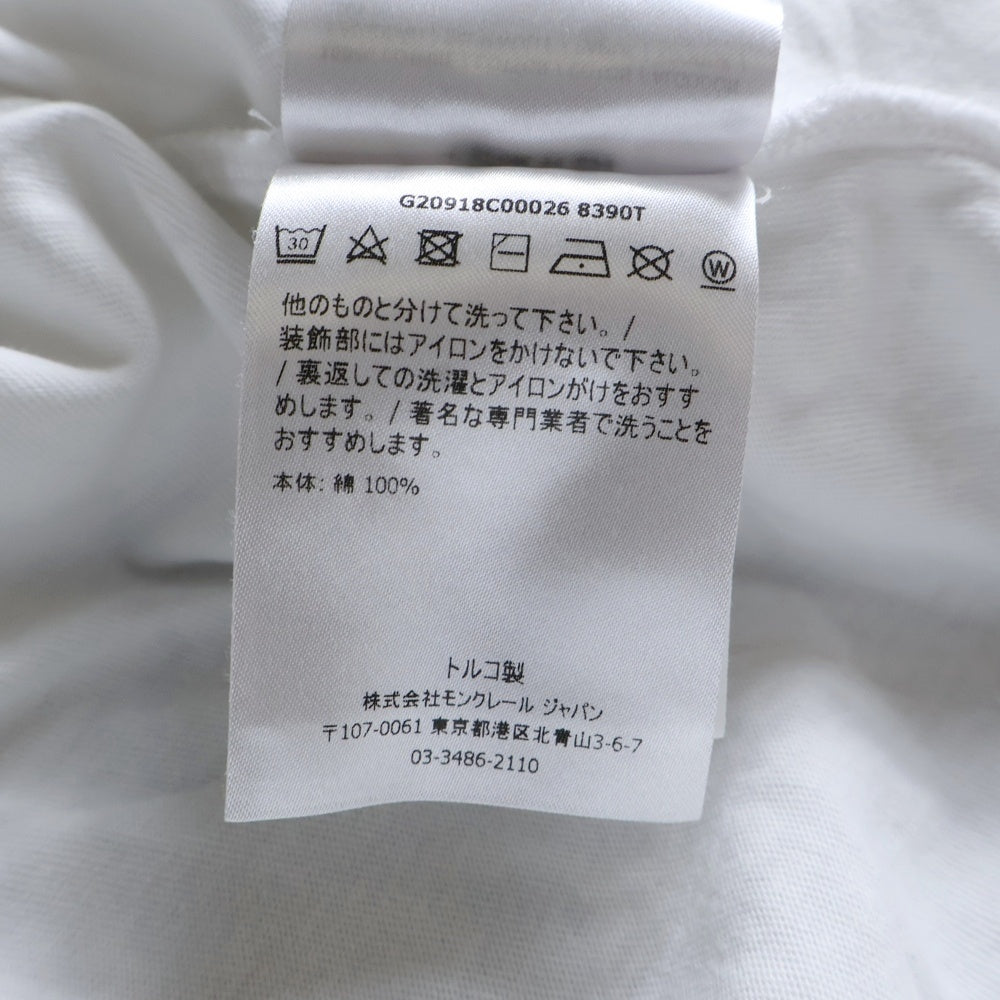 G20918C00026 8390T
30
W
他のものと分けて洗って下さい。/
装飾部にはアイロンをかけないで下さい。
/ 裏返しての洗濯とアイロンがけをおすす
めします。/ 著名な専門業者で洗うことを
おすすめします。
本体: 綿 100%
トルコ製
株式会社モンクレール ジャパン
〒107-0061 東京都港区北青山3-6-7
03-3486-2110